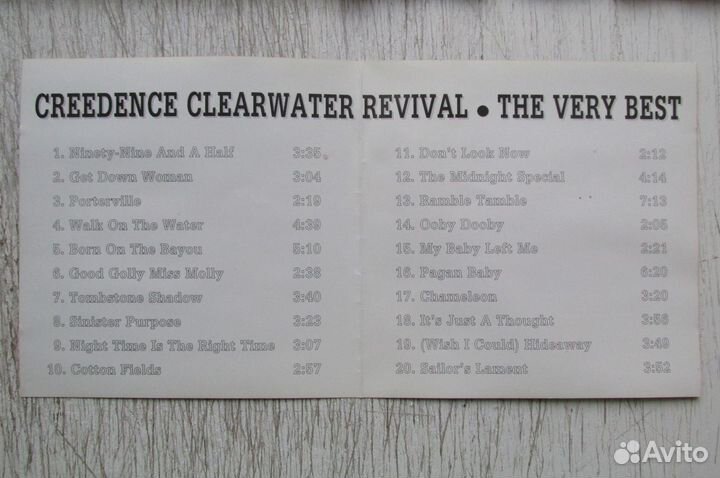 CREEDENCE CLEARWATER REVIVAL • THE VERY BEST
1. Ninety-Nine And A Half 3:35
2. Get Down Woman 3:04
3. Porterville 2:19
4. Walk On The Water 4:39
5. Born On The Bayou 5:10
6. Good Golly Miss Molly 2:38
7. Tombstone Shadow 3:40
8. Sinister Purpose 3:23
9. Night Time Is The Right Time 3:07
10. Cotton Fields 2:57
11. Don't Look Now 2:12
12. The Midnight Special 4:14
13. Ramble Tamble 7:13
14. Ooby Dooby 2:05
15. My Baby Left Me 2:21
16. Pagan Baby 6:20
17. Chameleon 3:20
18. It's Just A Thought 3:56
19. (Wish I Could) Hideaway 3:49
20. Sailor's Lament 3:52
Avito